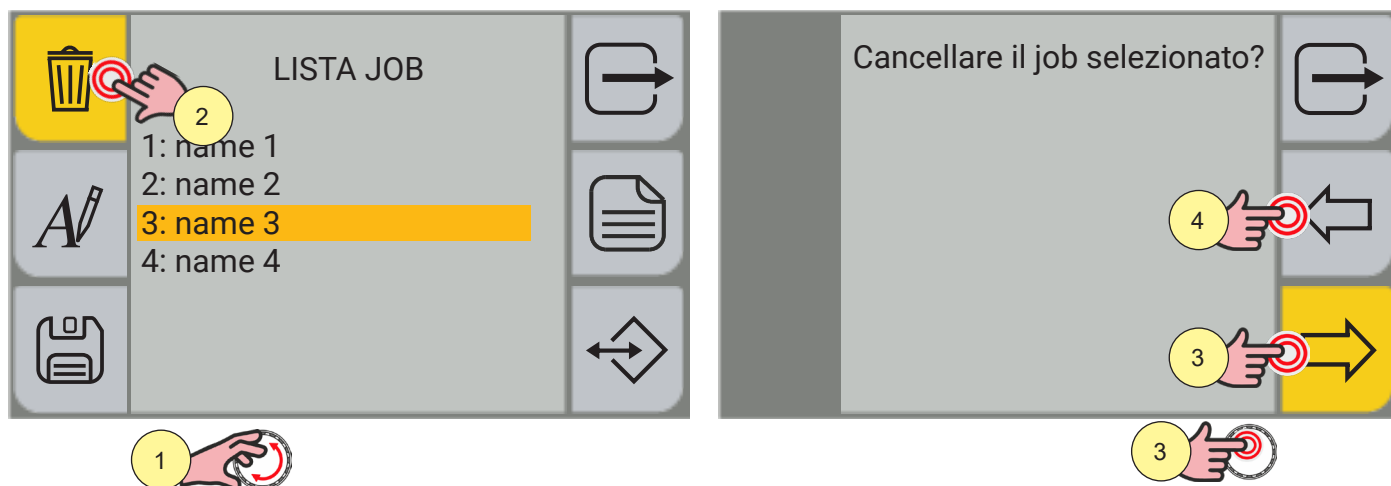 LISTA JOB
2
1: name 1
2: name 2
3: name 3
4: name 4
A
1
Cancellare il job selezionato?
4
3
3